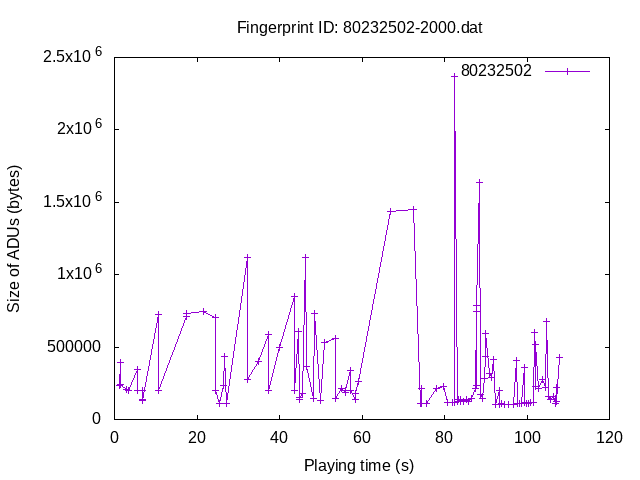 Fingerprint ID: 80232502-2000.dat
2.5x10^6
80232502
2x10^6
1.5x10^6
1x10^6
500000
0
Size of ADUs (bytes)
0 20 40 60 80 100 120
Playing time (s)